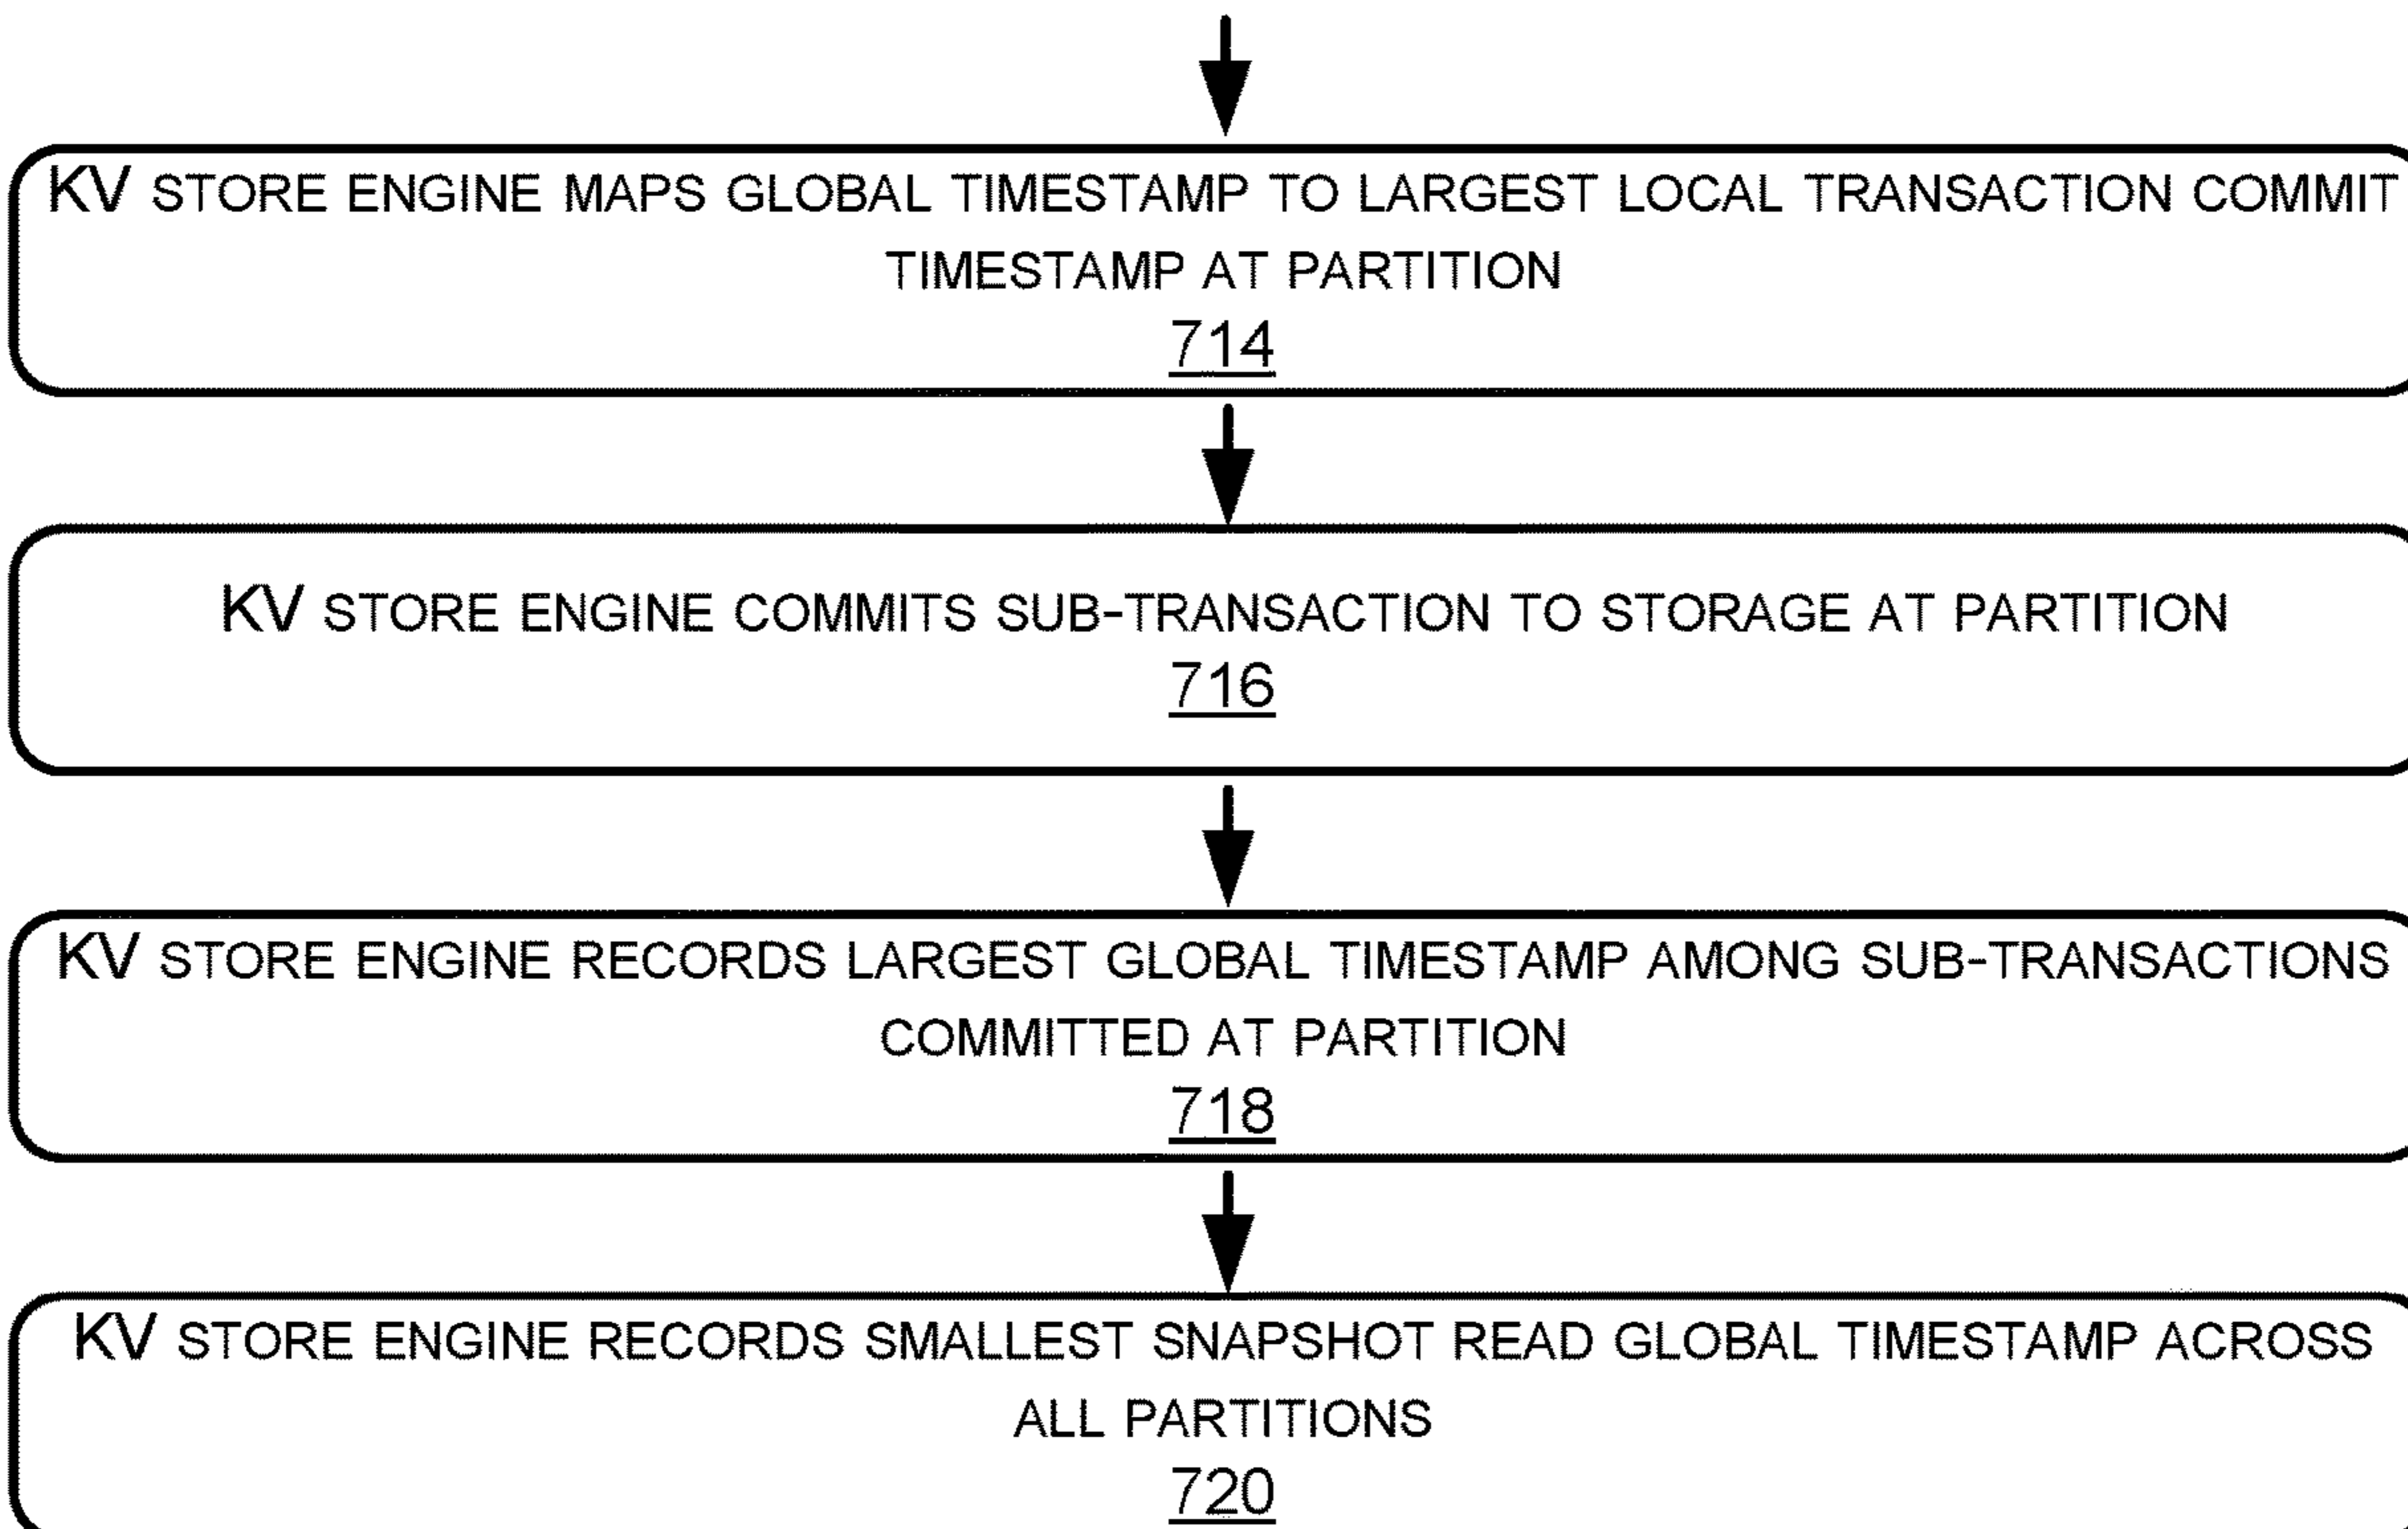 KV STORE ENGINE MAPS GLOBAL TIMESTAMP TO LARGEST LOCAL TRANSACTION COMMIT
TIMESTAMP AT PARTITION
714
KV STORE ENGINE COMMITS SUB-TRANSACTION TO STORAGE AT PARTITION
716
KV STORE ENGINE RECORDS LARGEST GLOBAL TIMESTAMP AMONG SUB-TRANSACTIONS
COMMITTED AT PARTITION
718
KV STORE ENGINE RECORDS SMALLEST SNAPSHOT READ GLOBAL TIMESTAMP ACROSS
ALL PARTITIONS
720